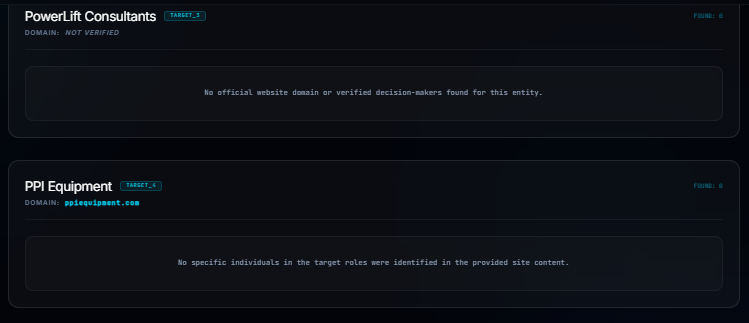 PowerLift Consultants TARGET_3 FOUND: 0
DOMAIN: NOT VERIFIED
No official website domain or verified decision-makers found for this entity.
PPI Equipment TARGET_4 FOUND: 0
DOMAIN: ppiequipment.com
No specific individuals in the target roles were identified in the provided site content.